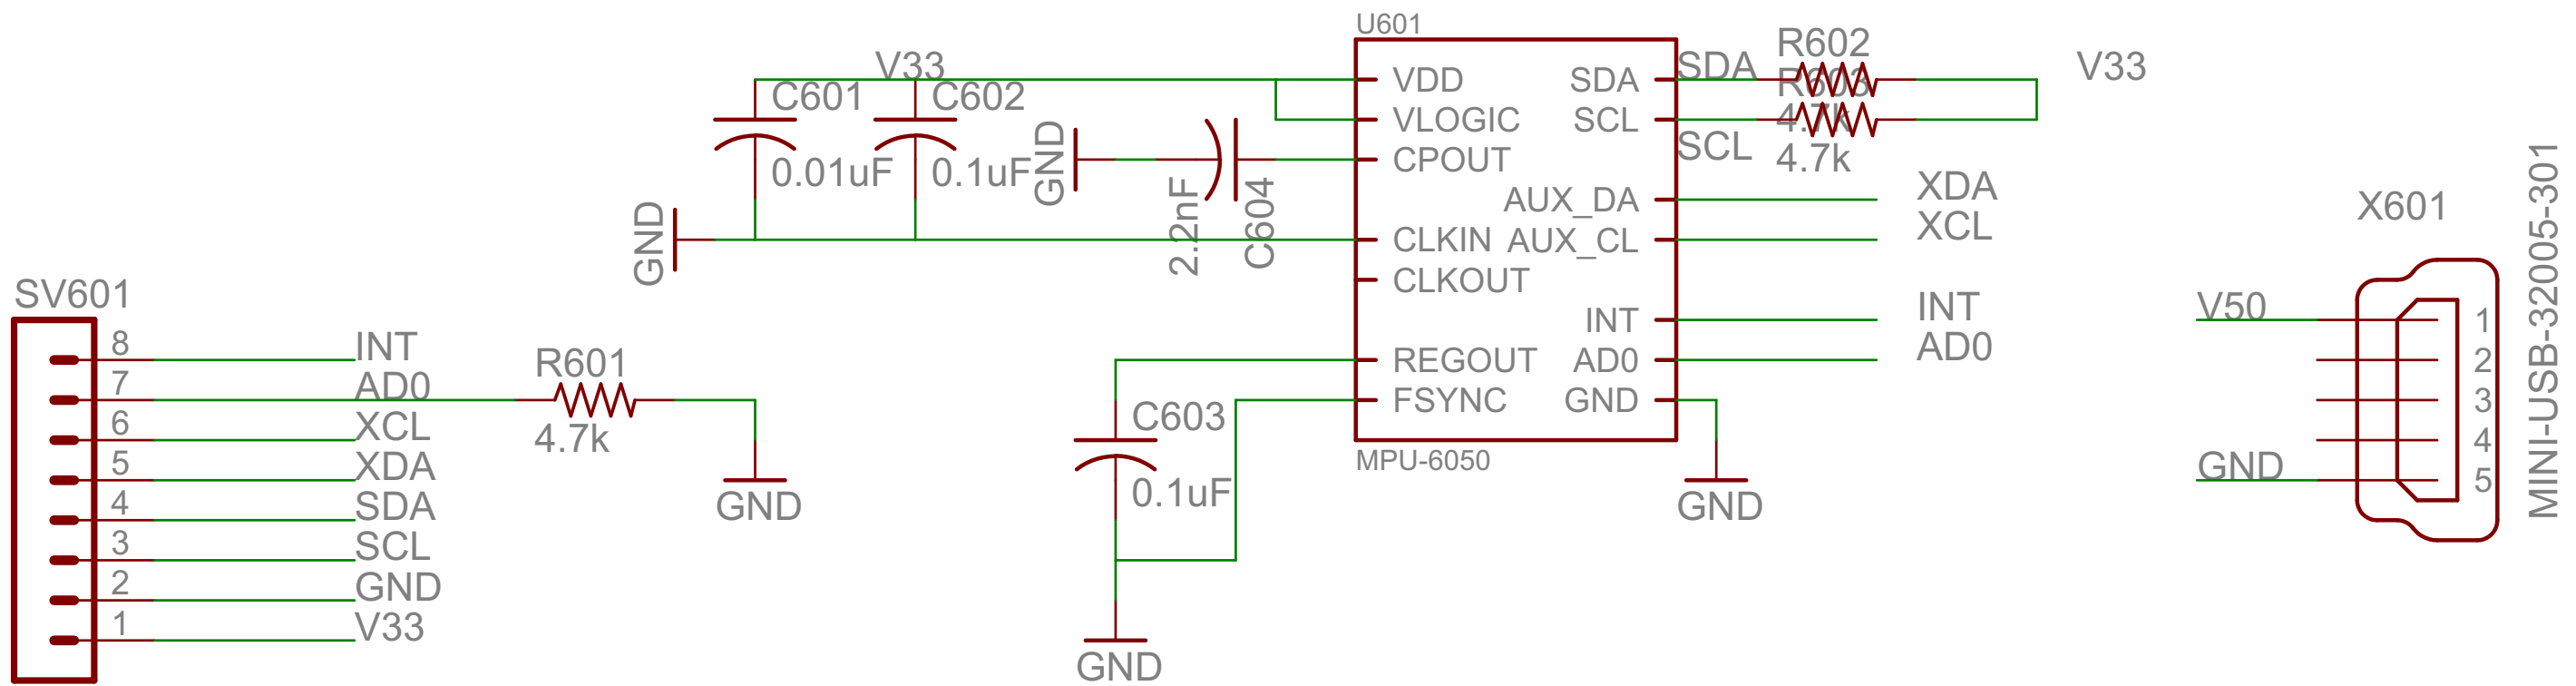 U601
V33
C601
0.01uF
C602
0.1uF
GND
GND
2.2nF
C604
VDD
VLOGIC
CPOUT
CLKIN
CLKOUT
REGOUT
FSYNC
SDA
SCL
AUX_DA
AUX_CL
INT
AD0
GND
MPU-6050
SDA
SCL
R602
R603
4.7k
4.7k
V33
XDA
XCL
INT
AD0
GND
SV601
8 INT
7 AD0
6 XCL
5 XDA
4 SDA
3 SCL
2 GND
1 V33
R601
4.7k
GND
C603
0.1uF
GND
X601
V50
GND
1
2
3
4
5
MINI-USB-32005-301